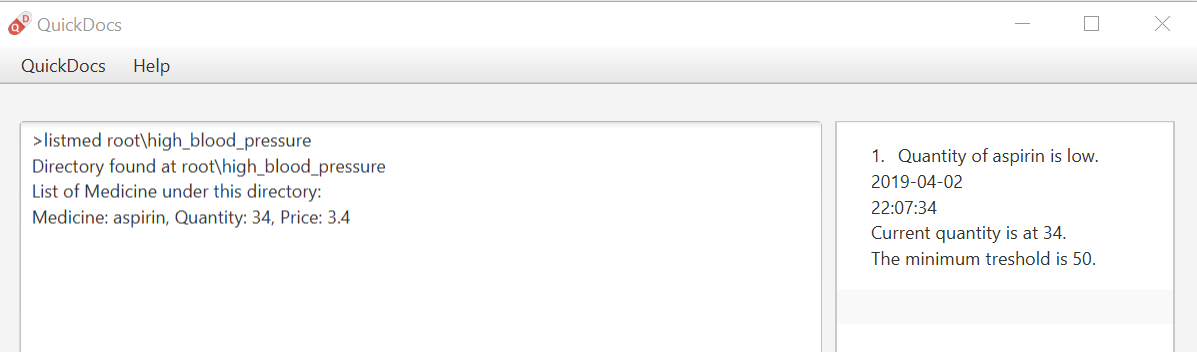 QuickDocs
QuickDocs Help
>listmed root\high_blood_pressure
Directory found at root\high_blood_pressure
List of Medicine under this directory:
Medicine: aspirin, Quantity: 34, Price: 3.4
1. Quantity of aspirin is low.
2019-04-02
22:07:34
Current quantity is at 34.
The minimum treshold is 50.